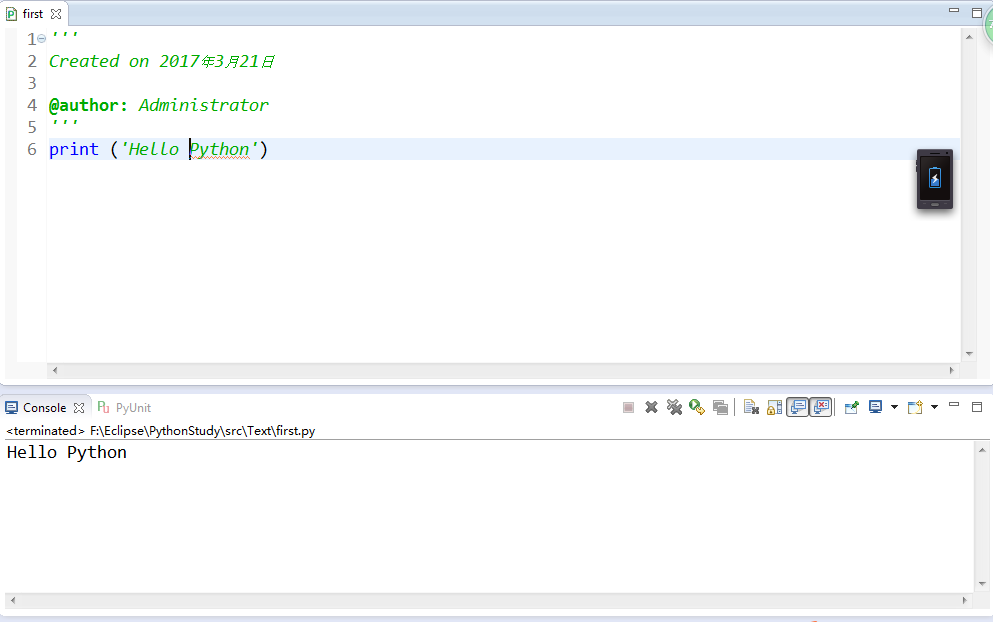 first
1 '''
2 Created on 2017年3月21日
3
4 @author: Administrator
5 '''
6 print ('Hello Python')
Console PyUnit
<terminated> F:\Eclipse\PythonStudy\src\Text\first.py
Hello Python